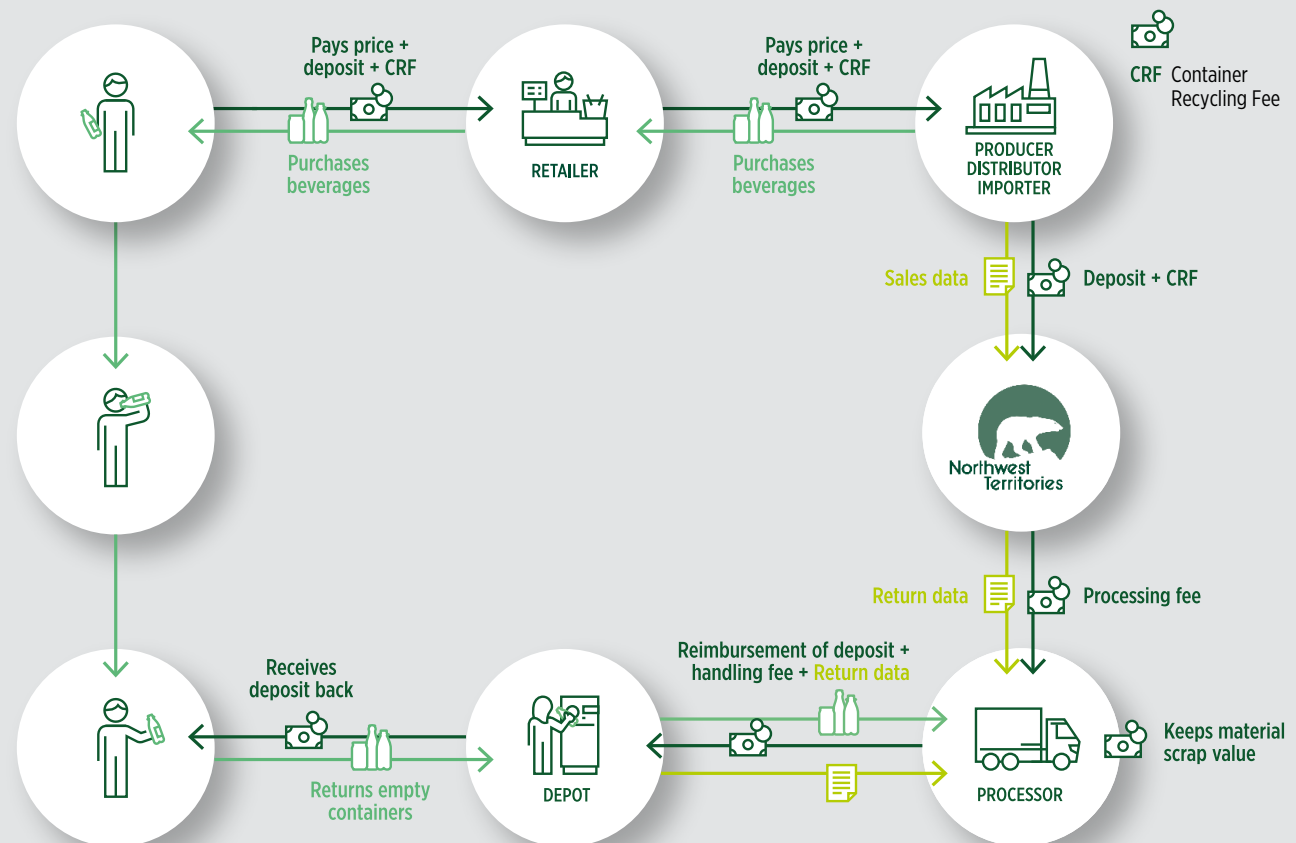 Pays price +
deposit + CRF
Purchases
beverages
RETAILER
Pays price +
deposit + CRF
Purchases
beverages
PRODUCER
DISTRIBUTOR
IMPORTER
CRF Container
Recycling Fee
Sales data
Deposit + CRF
Northwest
Territories
Return data
Processing fee
Receives
deposit back
Returns empty
containers
DEPOT
Reimbursement of deposit +
handling fee + Return data
PROCESSOR
Keeps material
scrap value